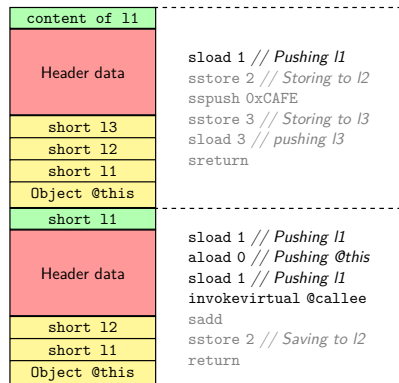 content of l1
Header data
short l3
short l2
short l1
Object @this
sload 1 // Pushing l1
sstore 2 // Storing to l2
sspush 0xCAFE
sstore 3 // Storing to l3
sload 3 // pushing l3
sreturn
short l1
Header data
short l2
short l1
Object @this
sload 1 // Pushing l1
aload 0 // Pushing @this
sload 1 // Pushing l1
invokevirtual @callee
sadd
sstore 2 // Saving to l2
return